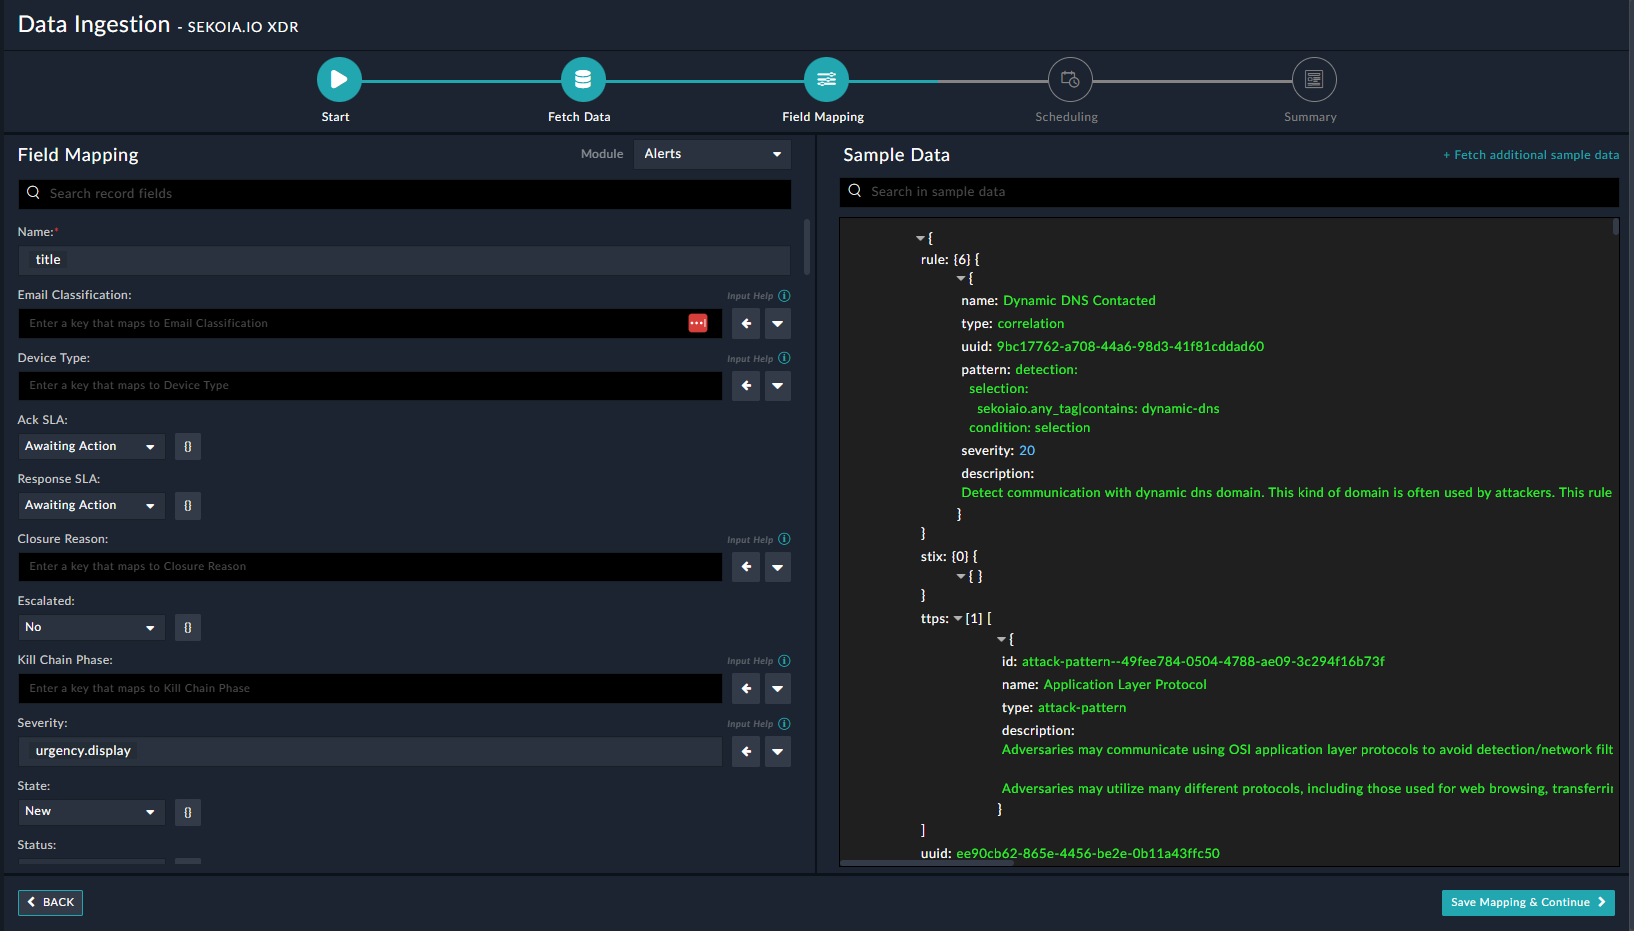 Data Ingestion - SEKOIA.IO XDR
Start
Fetch Data
Field Mapping
Scheduling
Summary
Field Mapping
Module
Alerts
Search record fields
Name:*
title
Email Classification:
Input Help
Enter a key that maps to Email Classification
Device Type:
Input Help
Enter a key that maps to Device Type
Ack SLA:
Awaiting Action
{}
Response SLA:
Awaiting Action
{}
Closure Reason:
Input Help
Enter a key that maps to Closure Reason
Escalated:
No
{}
Kill Chain Phase:
Input Help
Enter a key that maps to Kill Chain Phase
Severity:
Input Help
urgency.display
State:
New
{}
Status:
Sample Data
+ Fetch additional sample data
Search in sample data
{
rule: {6} {
{
name: Dynamic DNS Contacted
type: correlation
uuid: 9bc17762-a708-44a6-98d3-41f81cddad60
pattern: detection:
selection:
sekoiaio.any_tag|contains: dynamic-dns
condition: selection
severity: 20
description:
Detect communication with dynamic dns domain. This kind of domain is often used by attackers. This rule
}
}
stix: {0} {
{ }
}
ttps: [1] [
{
id: attack-pattern--49fee784-0504-4788-ae09-3c294f16b73f
name: Application Layer Protocol
type: attack-pattern
description:
Adversaries may communicate using OSI application layer protocols to avoid detection/network filt
Adversaries may utilize many different protocols, including those used for web browsing, transferrin
}
]
uuid: ee90cb62-865e-4456-be2e-0b11a43ffc50
BACK
Save Mapping & Continue